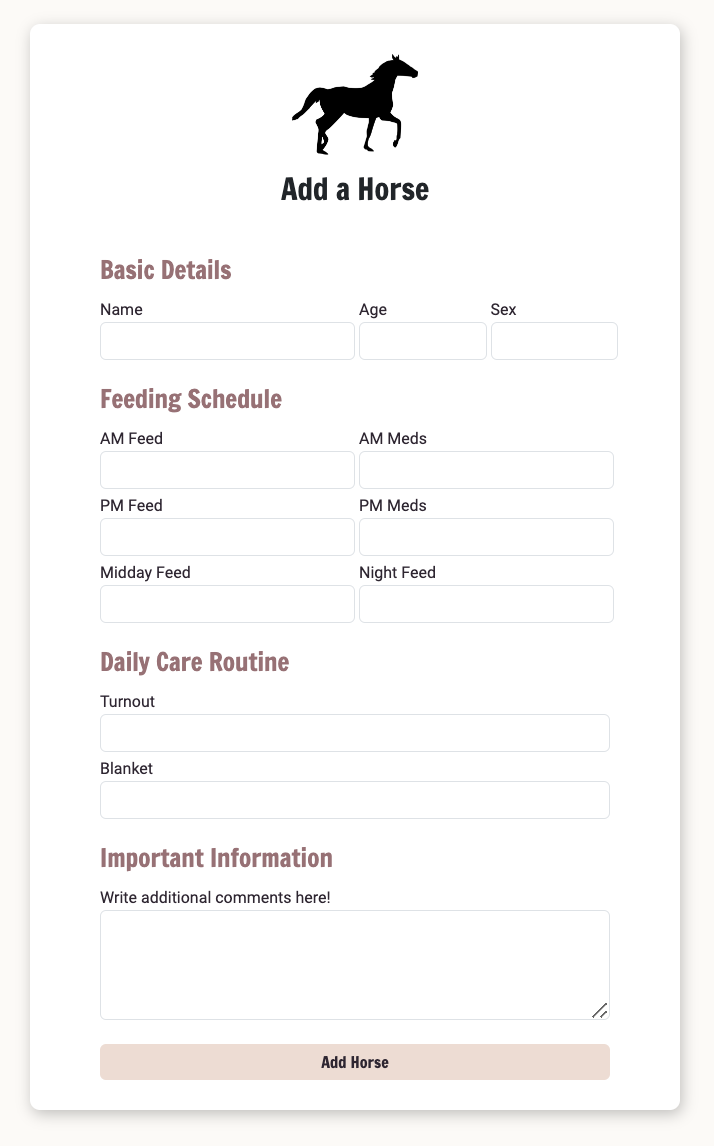 Add a Horse
Basic Details
Name Age Sex
Feeding Schedule
AM Feed AM Meds
PM Feed PM Meds
Midday Feed Night Feed
Daily Care Routine
Turnout
Blanket
Important Information
Write additional comments here!
Add Horse